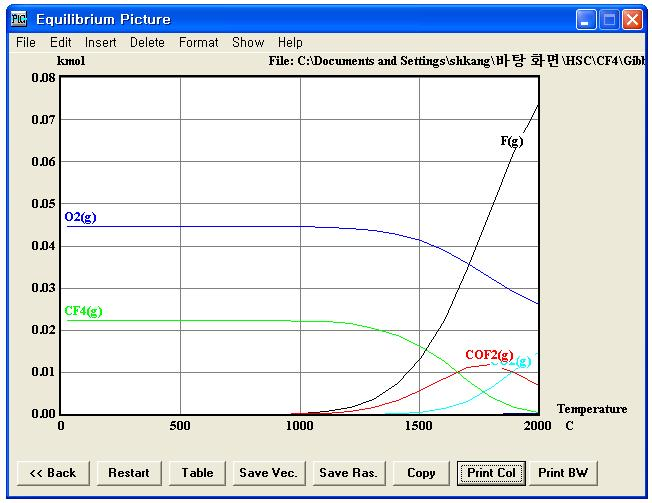 PIC Equilibrium Picture
File Edit Insert Delete Format Show Help
kmol File: C:\Documents and Settings\shkang\바탕 화면\HSC\CF4\Gibb
0.08
0.07
F(g)
0.06
0.05
O2(g)
0.04
0.03
CF4(g)
0.02
COF2(g)
CO2(g)
0.01
0.00
Temperature
0 500 1000 1500 2000 C
<< Back Restart Table Save Vec. Save Ras. Copy Print Col Print BW